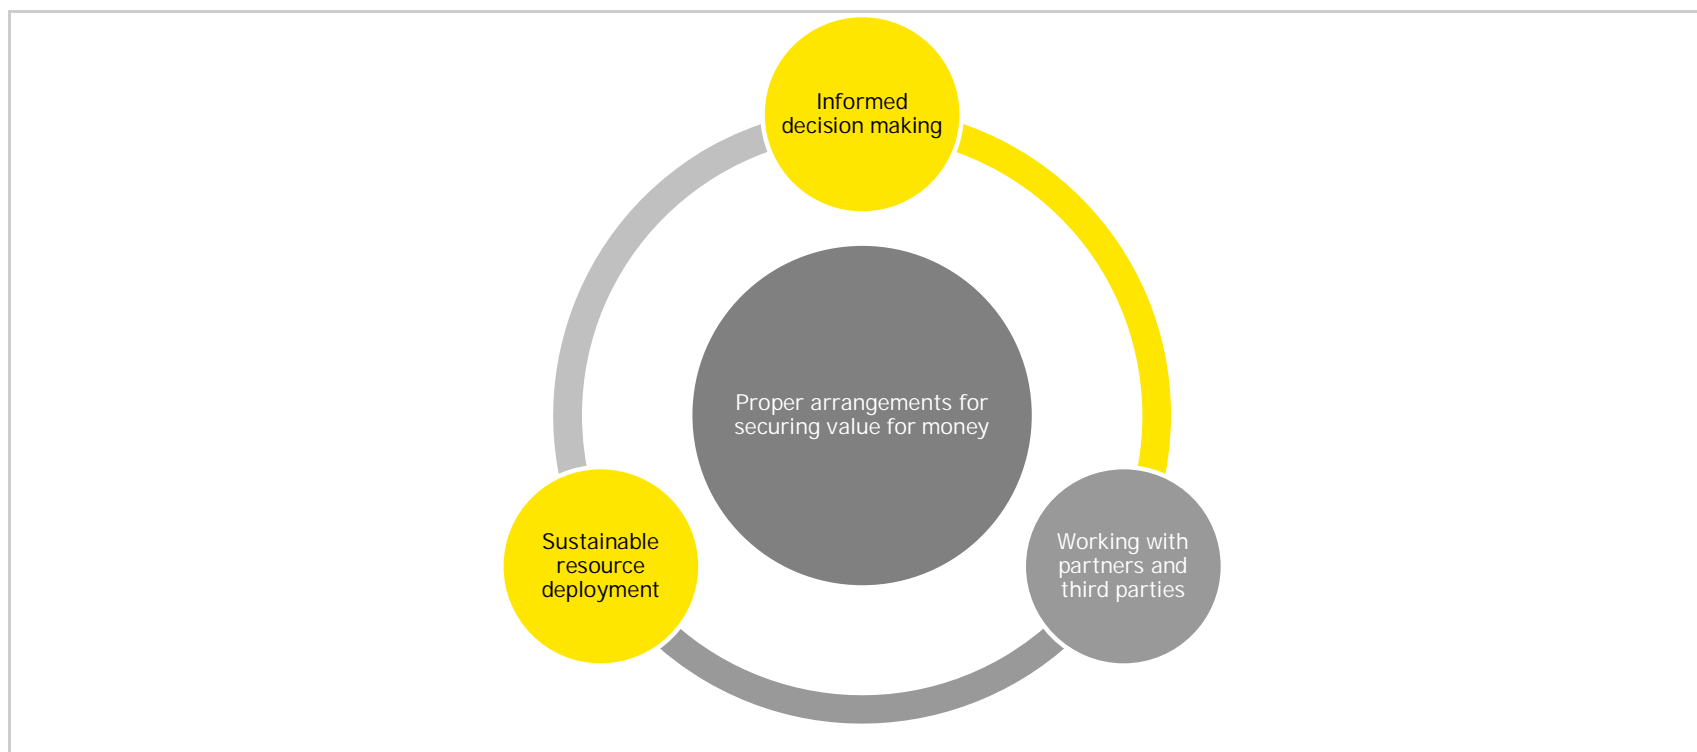 Informed
decision making
Proper arrangements for
securing value for money
Sustainable
resource
deployment
Working with
partners and
third parties